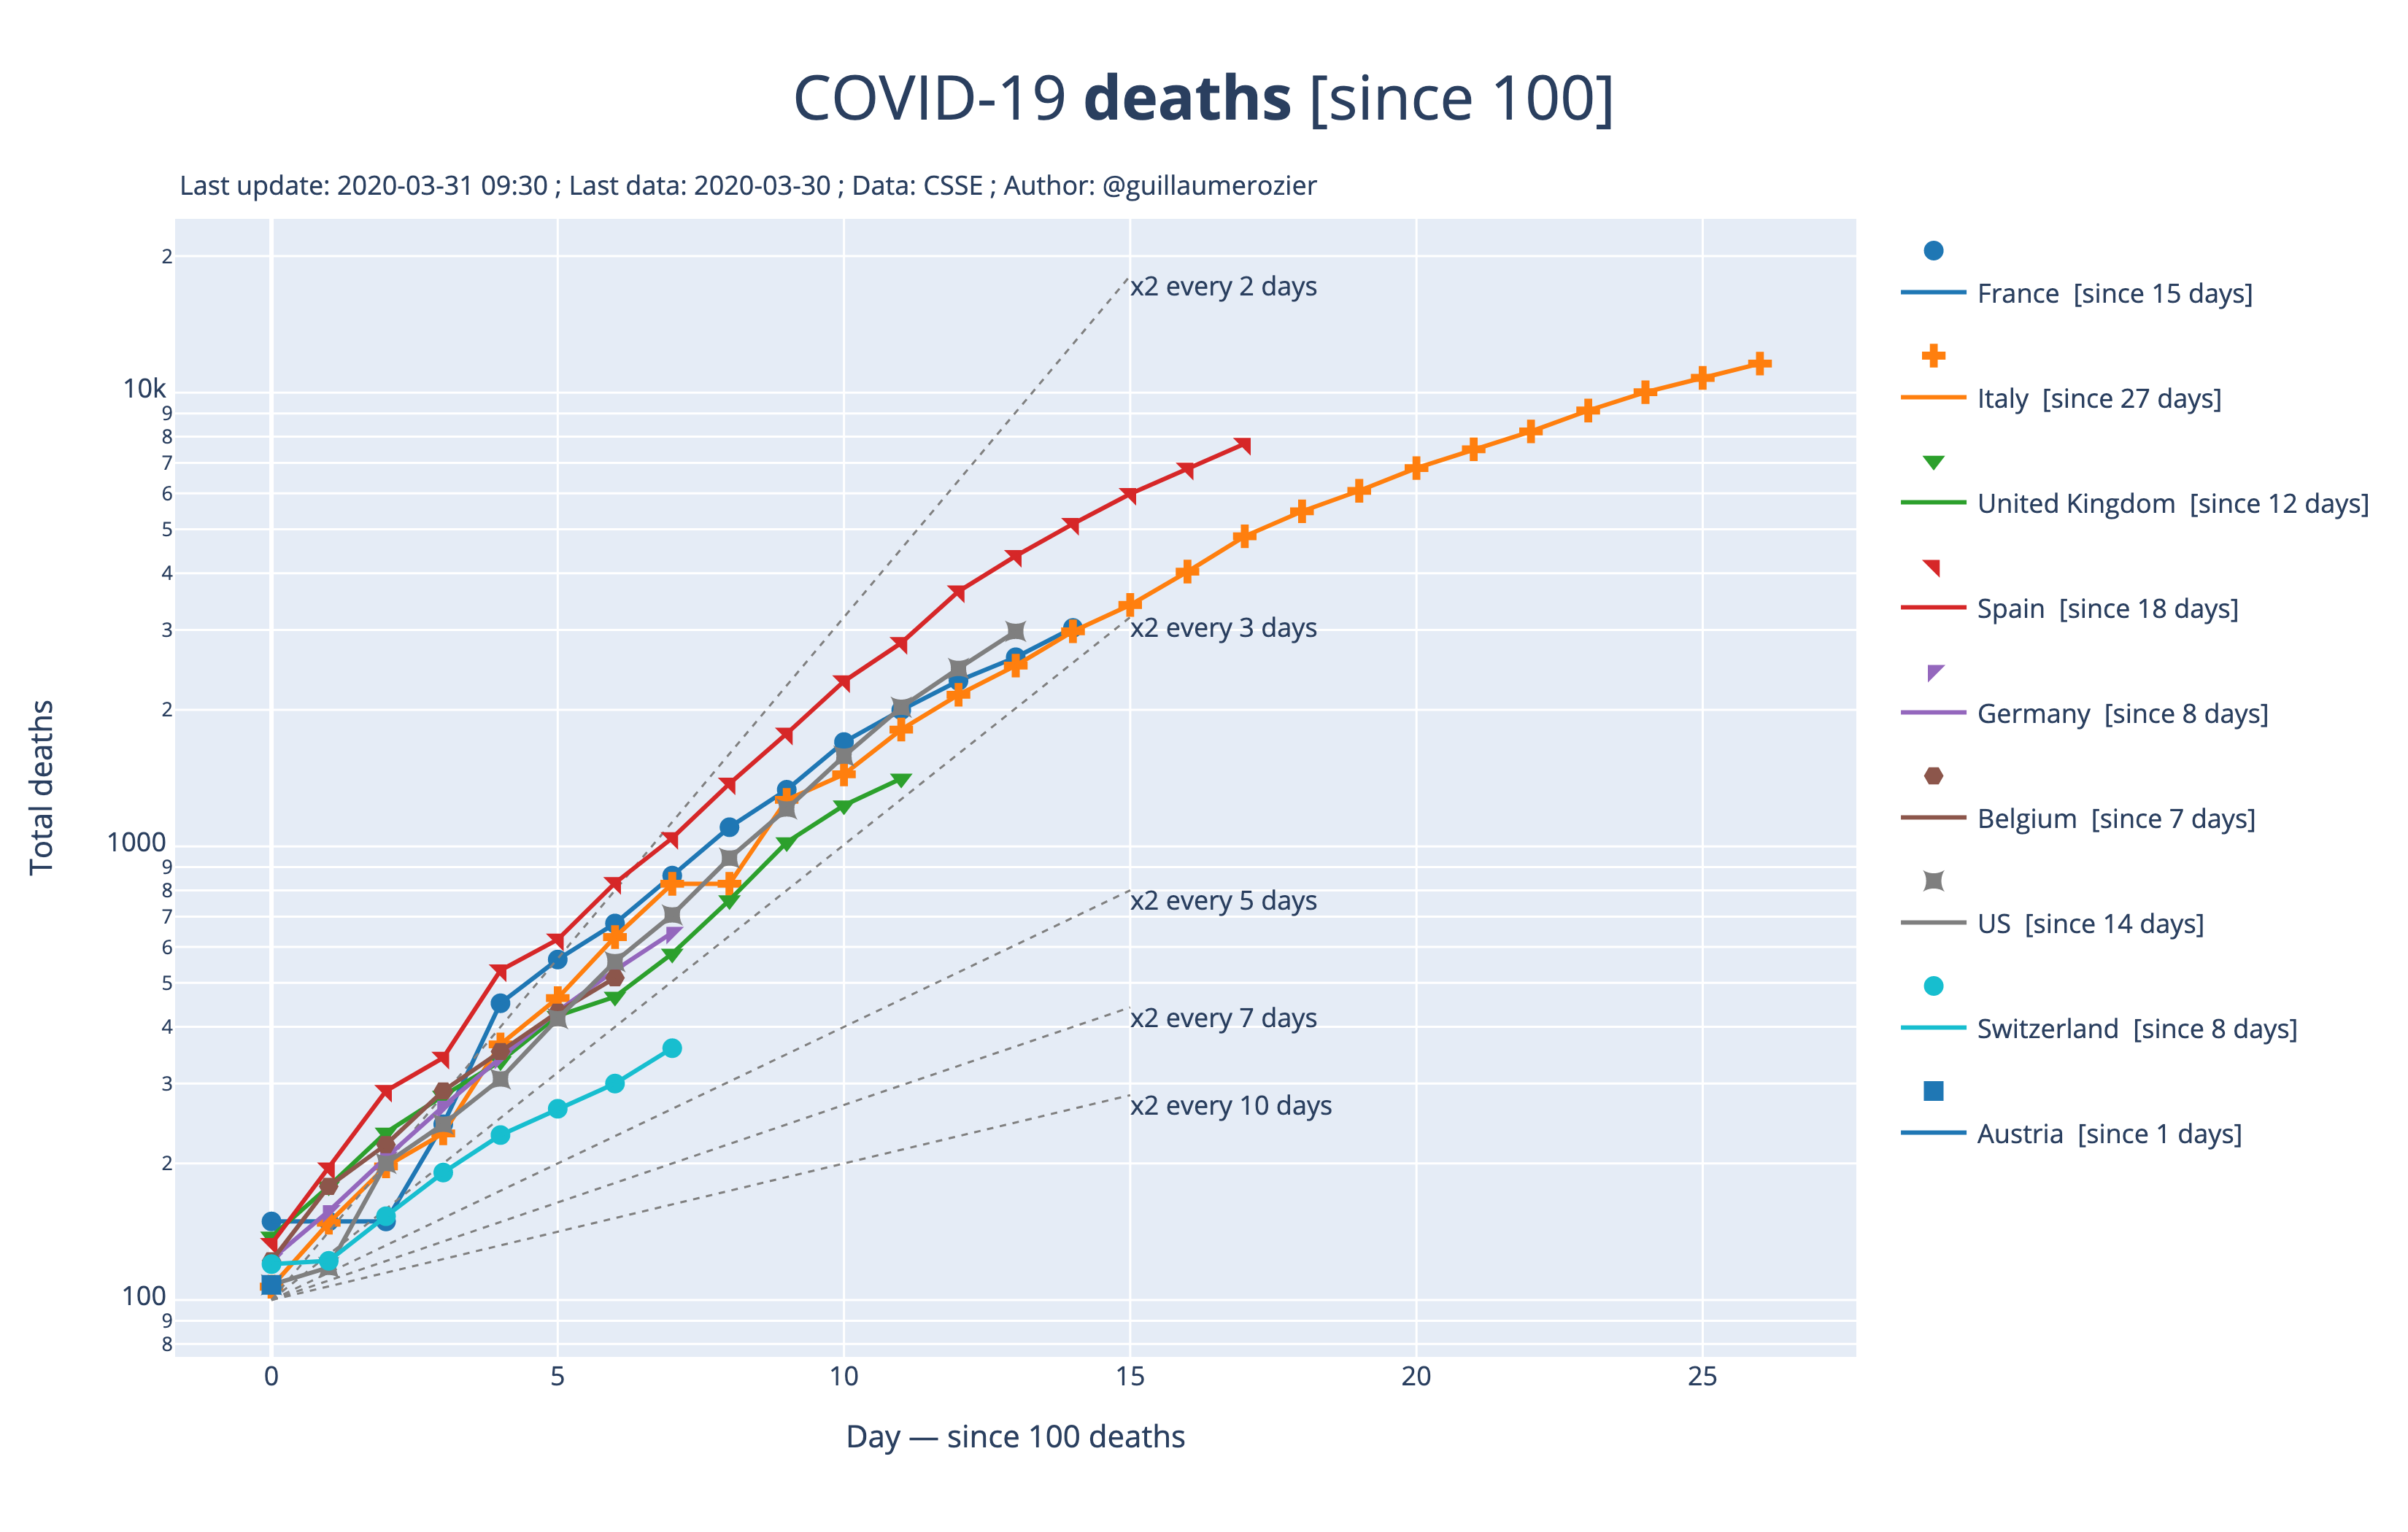 COVID-19 deaths [since 100]
Last update: 2020-03-31 09:30 ; Last data: 2020-03-30 ; Data: CSSE ; Author: @guillaumerozier
Total deaths
2
10k
9
8
7
6
5
4
3
2
1000
9
8
7
6
5
4
3
2
100
9
8
x2 every 2 days
x2 every 3 days
x2 every 5 days
x2 every 7 days
x2 every 10 days
0 5 10 15 20 25
Day — since 100 deaths
France [since 15 days]
Italy [since 27 days]
United Kingdom [since 12 days]
Spain [since 18 days]
Germany [since 8 days]
Belgium [since 7 days]
US [since 14 days]
Switzerland [since 8 days]
Austria [since 1 days]